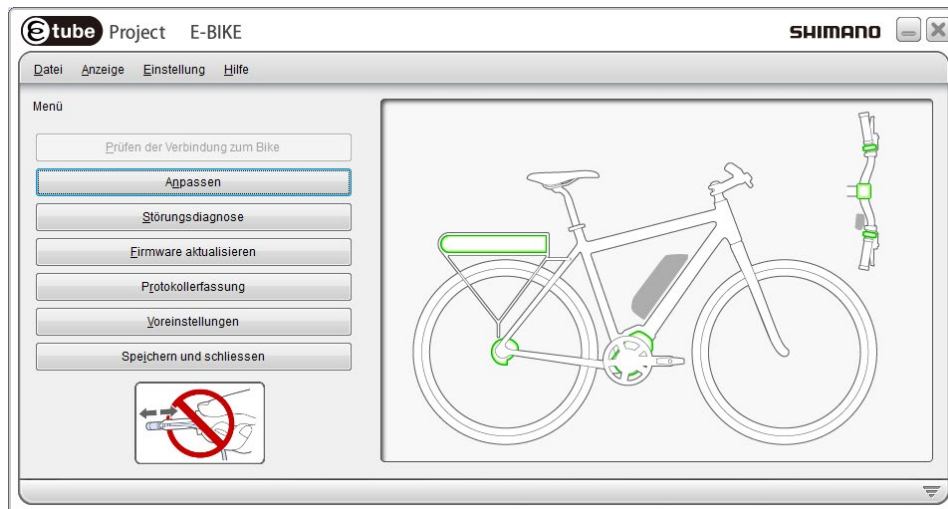 etube Project E-BIKE SHIMANO
Datei Anzeige Einstellung Hilfe
Menü
Prüfen der Verbindung zum Bike
Anpassen
Störungsdiagnose
Firmware aktualisieren
Protokollerfassung
Voreinstellungen
Speichern und schliessen